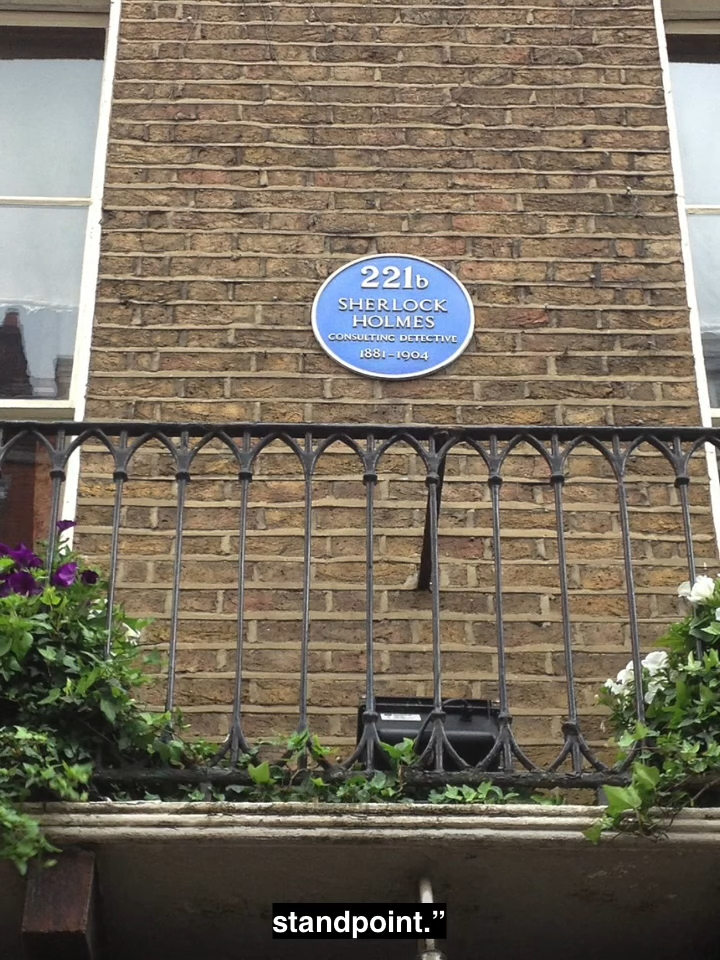 221b
SHERLOCK
HOLMES
CONSULTING DETECTIVE
1881-1904
standpoint.”